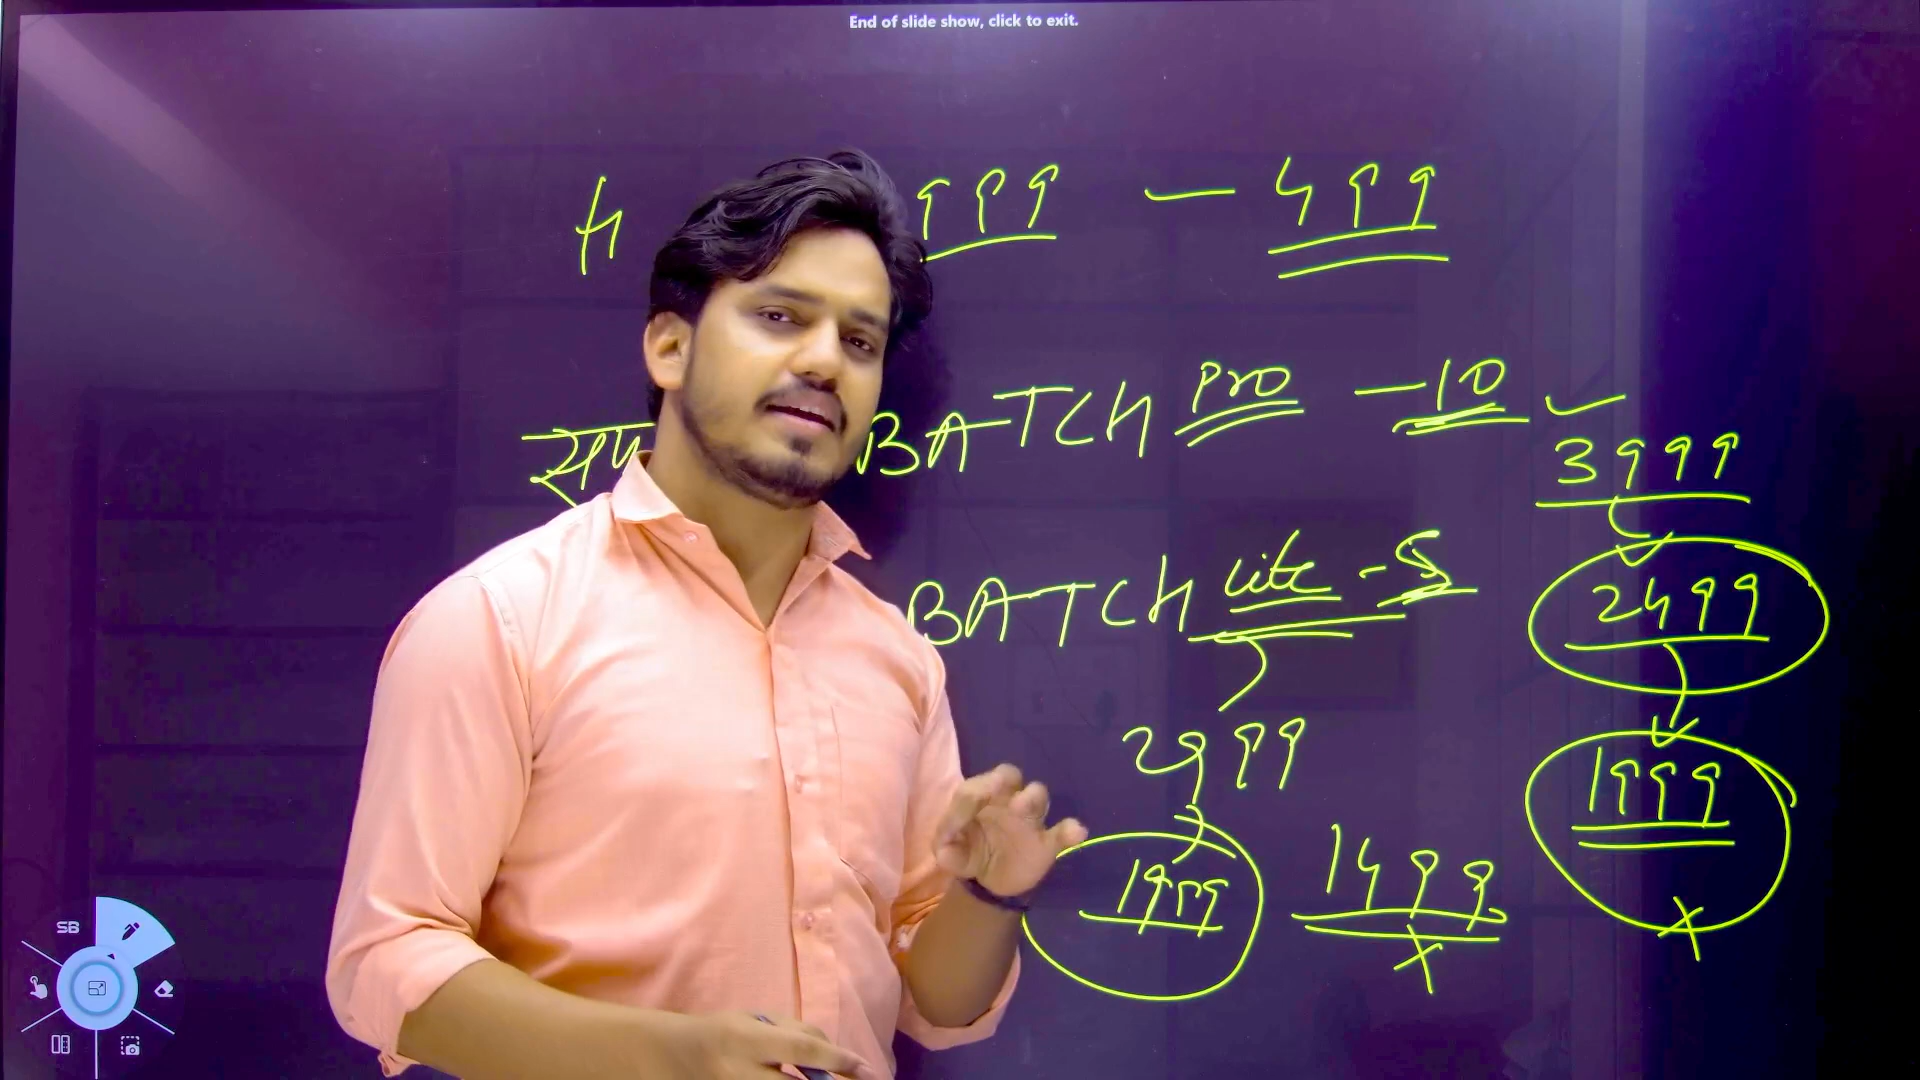 End of slide show, click to exit.
999 — 499
BATCH Pro — 10
3999
BATCH lite - 5
2499
2999
1999
1999
1499
X
X
SB